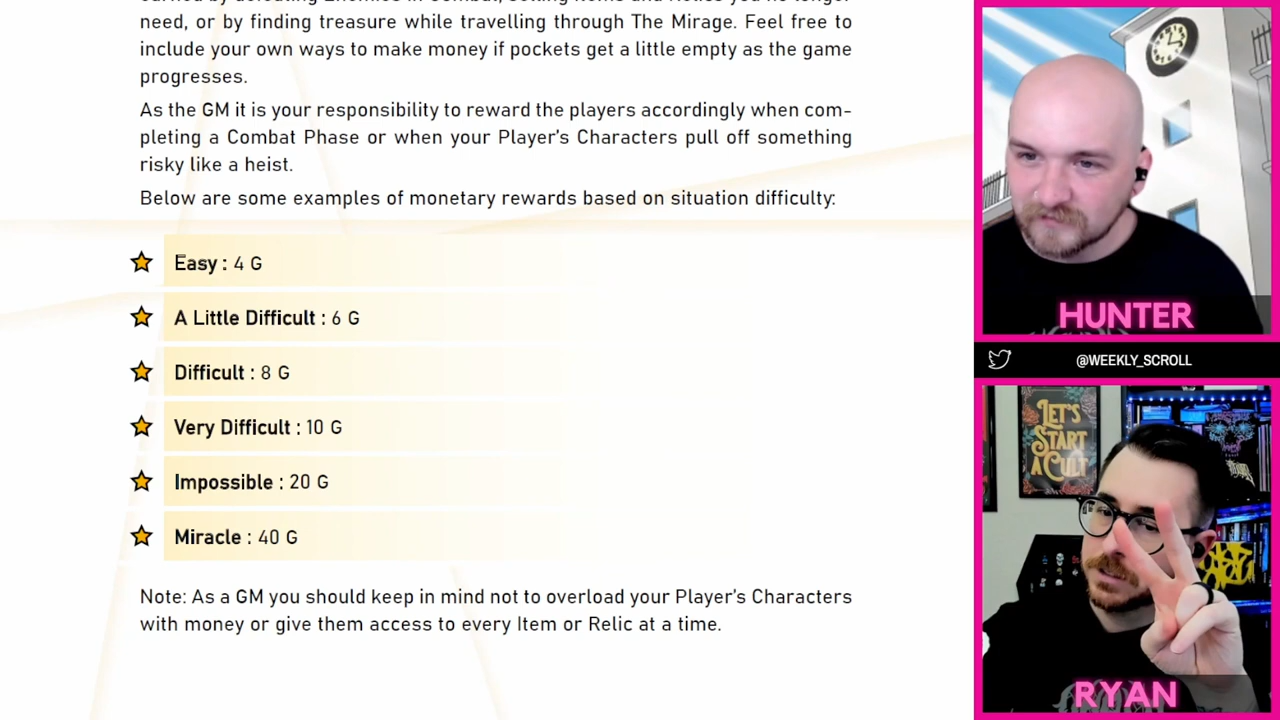 need, or by finding treasure while travelling through The Mirage. Feel free to
include your own ways to make money if pockets get a little empty as the game
progresses.
As the GM it is your responsibility to reward the players accordingly when com-
pleting a Combat Phase or when your Player's Characters pull off something
risky like a heist.
Below are some examples of monetary rewards based on situation difficulty:
Easy : 4 G
A Little Difficult : 6 G
Difficult : 8 G
Very Difficult : 10 G
Impossible : 20 G
Miracle : 40 G
Note: As a GM you should keep in mind not to overload your Player's Characters
with money or give them access to every Item or Relic at a time.
HUNTER
@WEEKLY_SCROLL
LET'S
START
A CULT
RYAN